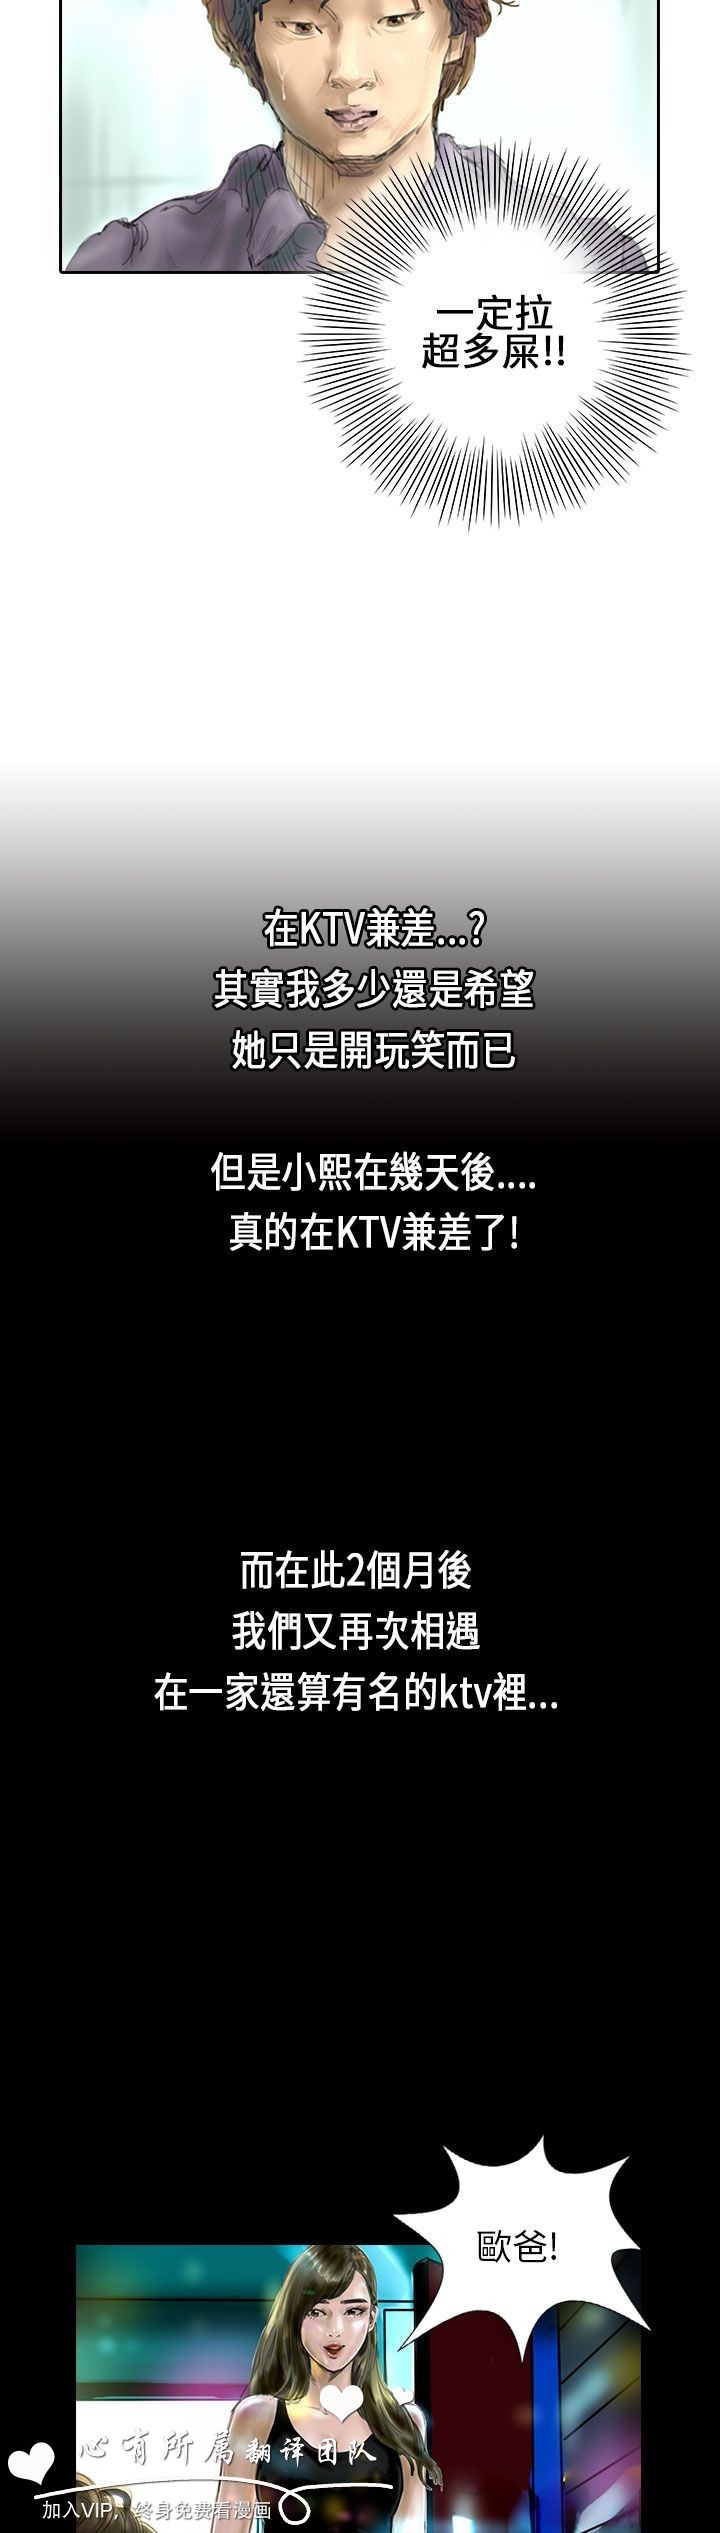 一定拉
超多屎!!
在KTV兼差...?
其實我多少還是希望
她只是開玩笑而已
但是小熙在幾天後....
真的在KTV兼差了!
而在此2個月後
我們又再次相遇
在一家還算有名的ktv裡...
歐爸!
心有所属翻译团队
加入VIP，终身免费看漫画